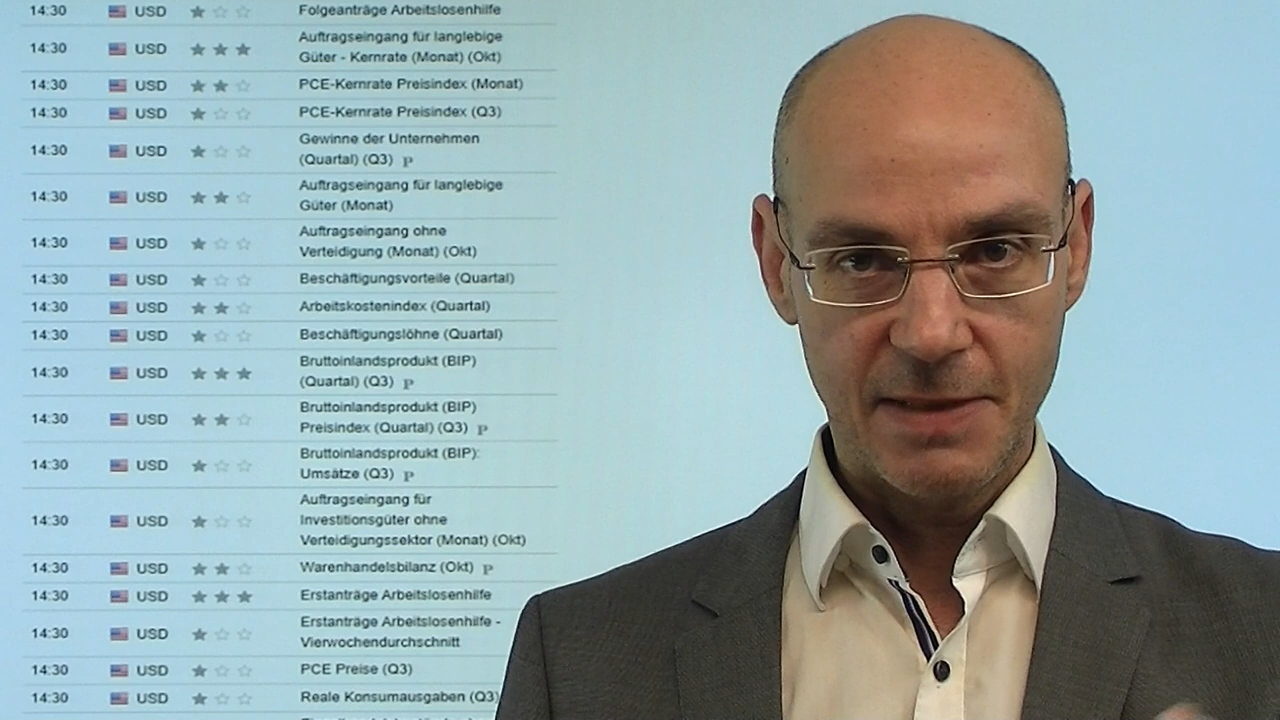 14:30 USD Folgeanträge Arbeitslosenhilfe
14:30 USD Auftragseingang für langlebige
Güter - Kernrate (Monat) (Okt)
14:30 USD PCE-Kernrate Preisindex (Monat)
14:30 USD PCE-Kernrate Preisindex (Q3)
14:30 USD Gewinne der Unternehmen
(Quartal) (Q3) P
14:30 USD Auftragseingang für langlebige
Güter (Monat)
14:30 USD Auftragseingang ohne
Verteidigung (Monat) (Okt)
14:30 USD Beschäftigungsvorteile (Quartal)
14:30 USD Arbeitskostenindex (Quartal)
14:30 USD Beschäftigungslöhne (Quartal)
14:30 USD Bruttoinlandsprodukt (BIP)
(Quartal) (Q3) P
14:30 USD Bruttoinlandsprodukt (BIP)
Preisindex (Quartal) (Q3) P
14:30 USD Bruttoinlandsprodukt (BIP):
Umsätze (Q3) P
14:30 USD Auftragseingang für
Investitionsgüter ohne
Verteidigungssektor (Monat) (Okt)
14:30 USD Warenhandelsbilanz (Okt) P
14:30 USD Erstanträge Arbeitslosenhilfe
14:30 USD Erstanträge Arbeitslosenhilfe -
Vierwochendurchschnitt
14:30 USD PCE Preise (Q3)
14:30 USD Reale Konsumausgaben (Q3)